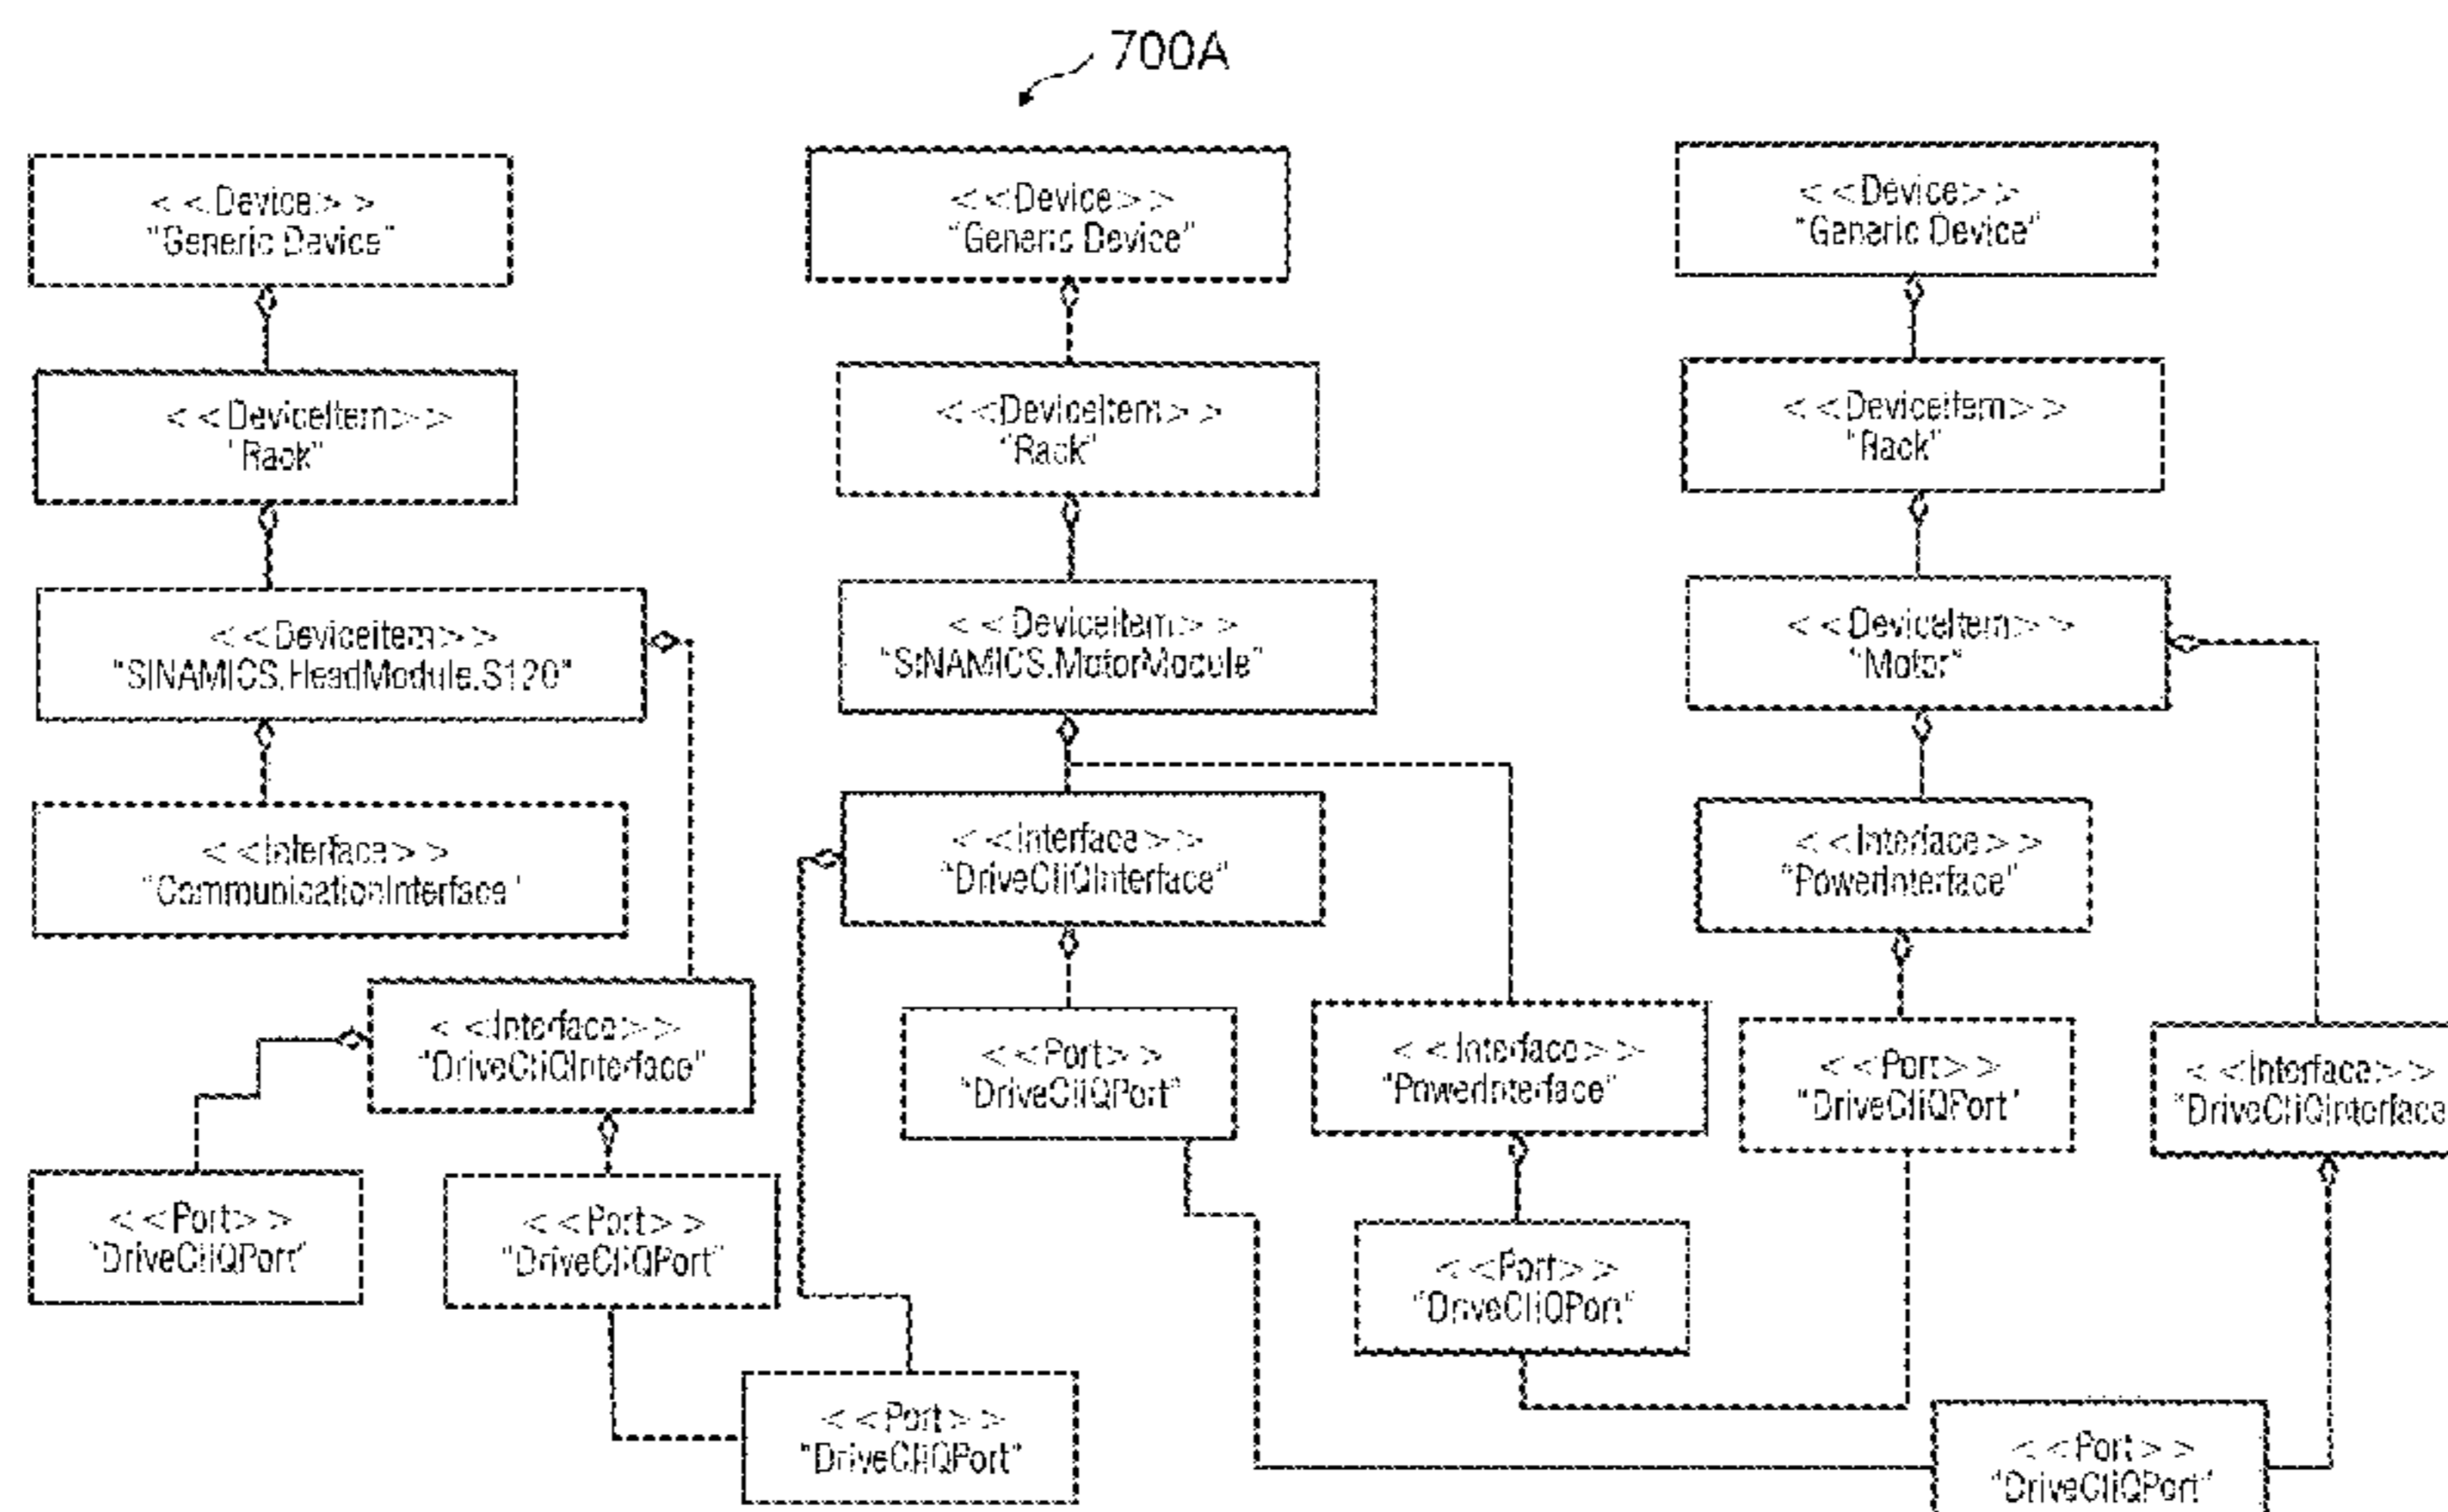 700A
< <Device> >
"Generic Device"
< <Device> >
"Generic Device"
< <Device> >
"Generic Device"
< <DeviceItem> >
"Rack"
< <DeviceItem> >
"Rack"
< <DeviceItem> >
"Rack"
< <DeviceItem> >
"SINAMICS.HeadModule.S120"
< <DeviceItem> >
"SINAMICS.MotorModule"
< <DeviceItem> >
"Motor"
< <Interface> >
"CommunicationInterface"
< <Interface> >
"DriveCliQInterface"
< <Interface> >
"PowerInterface"
< <Interface> >
"DriveCliQInterface"
< <Port> >
"DriveCliQPort"
< <Interface> >
"PowerInterface"
< <Port> >
"DriveCliQPort"
< <Interface> >
"DriveCliQInterface
< <Port> >
"DriveCliQPort"
< <Port> >
"DriveCliQPort"
< <Port> >
"DriveCliQPort"
< <Port> >
"DriveCliQPort"
< <Port> >
"DriveCliQPort"